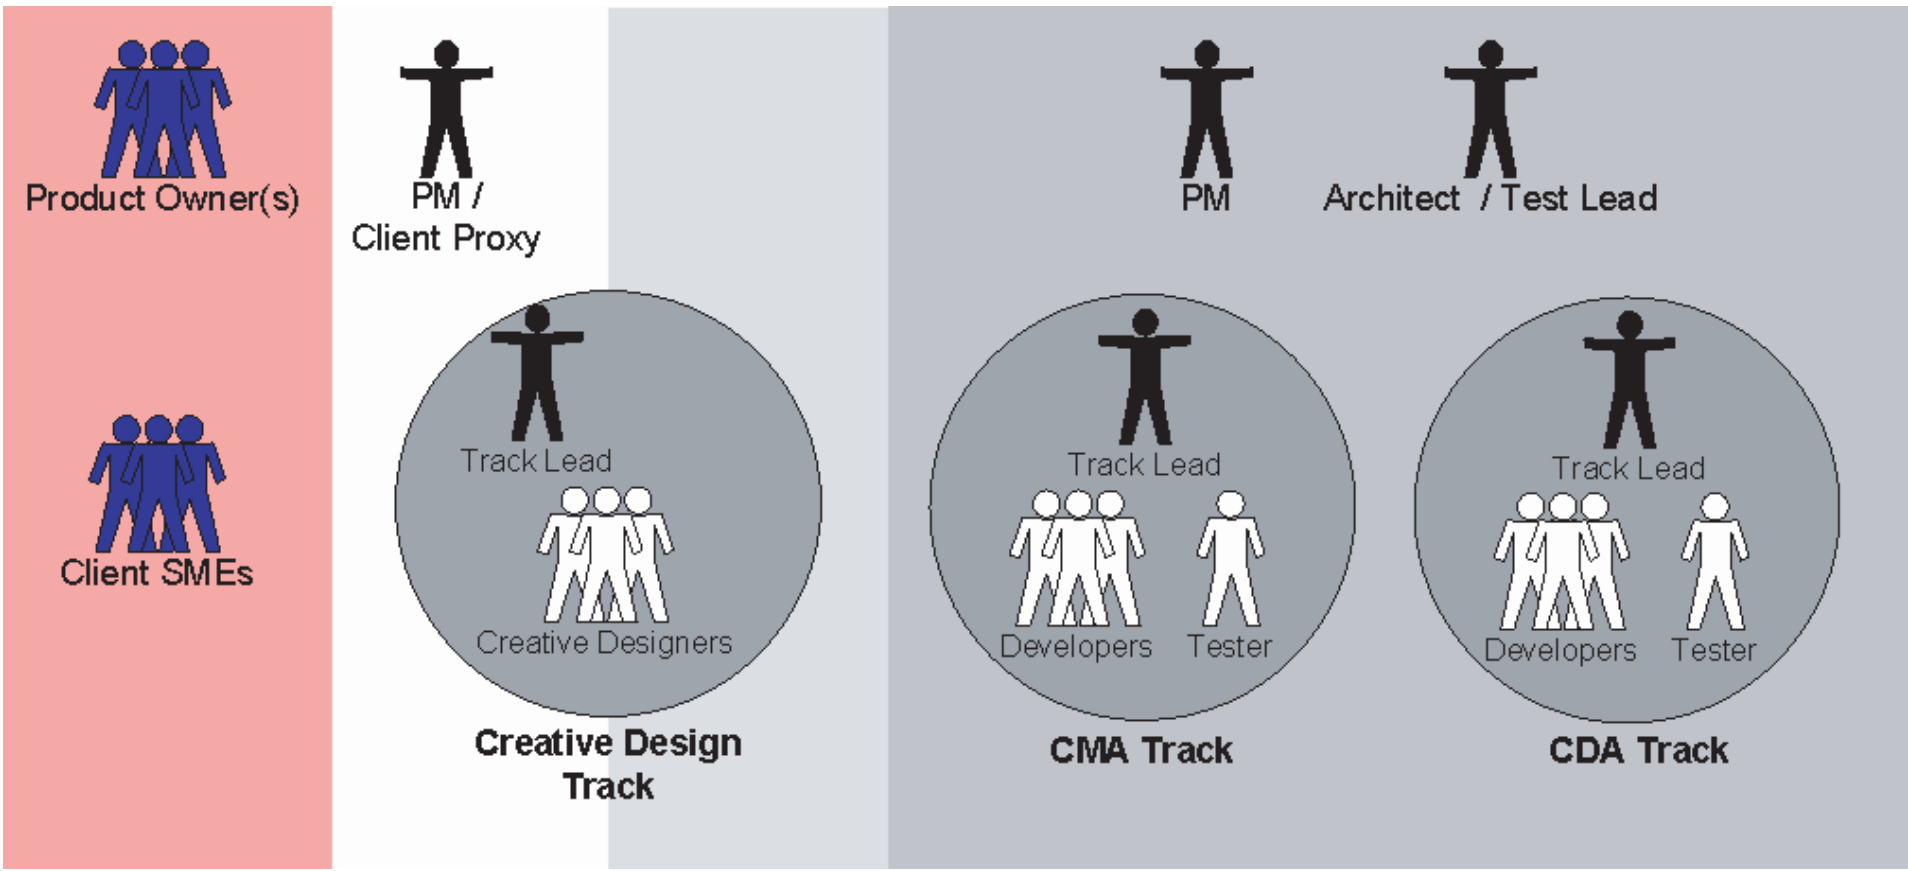 Product Owner(s)
PM /
Client Proxy
PM
Architect / Test Lead
Client SMEs
Track Lead
Creative Designers
Creative Design
Track
Track Lead
Developers
Tester
CMA Track
Track Lead
Developers
Tester
CDA Track